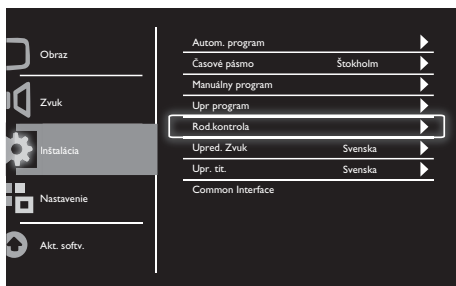 Obraz
Zvuk
Inštalácia
Nastavenie
Akt. softv.
Autom. program
Časové pásmo Štokholm
Manuálny program
Upr program
Rod.kontrola
Upred. Zvuk Svenska
Upr. tit. Svenska
Common Interface